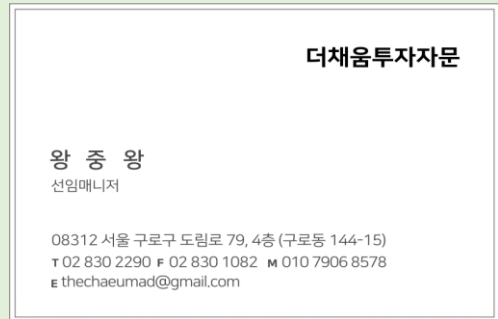 더채움투자자문
왕 중 왕
선임매니저
08312 서울 구로구 도림로 79, 4층 (구로동 144-15)
T 02 830 2290 F 02 830 1082 M 010 7906 8578
E thechaeumad@gmail.com